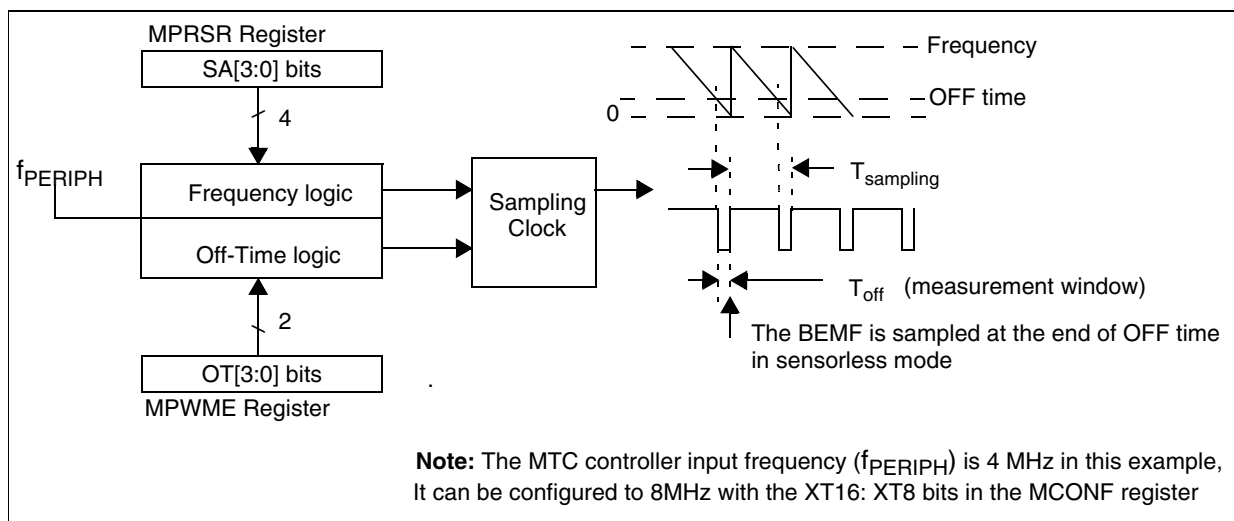 MPRSR Register
SA[3:0] bits
4
fPERIPH
Frequency logic
Off-Time logic
Sampling
Clock
2
OT[3:0] bits
MPWME Register
Frequency
OFF time
0
Tsampling
Toff (measurement window)
The BEMF is sampled at the end of OFF time
in sensorless mode
.
Note: The MTC controller input frequency (fPERIPH) is 4 MHz in this example,
It can be configured to 8MHz with the XT16: XT8 bits in the MCONF register